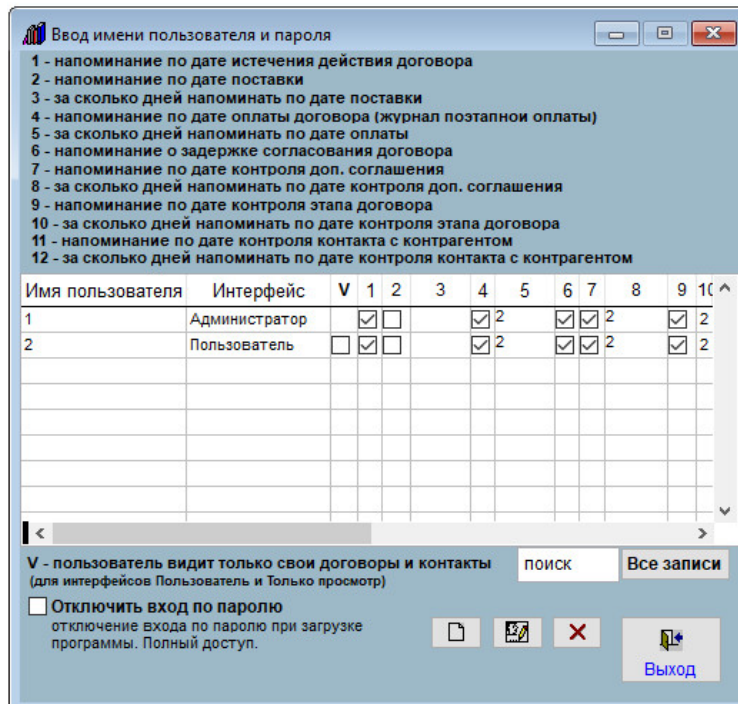 Ввод имени пользователя и пароля
1 - напоминание по дате истечения действия договора
2 - напоминание по дате поставки
3 - за сколько дней напоминать по дате поставки
4 - напоминание по дате оплаты договора (журнал поэтапной оплаты)
5 - за сколько дней напоминать по дате оплаты
6 - напоминание о задержке согласования договора
7 - напоминание по дате контроля доп. соглашения
8 - за сколько дней напоминать по дате контроля доп. соглашения
9 - напоминание по дате контроля этапа договора
10 - за сколько дней напоминать по дате контроля этапа договора
11 - напоминание по дате контроля контакта с контрагентом
12 - за сколько дней напоминать по дате контроля контакта с контрагентом
Имя пользователя Интерфейс V 1 2 3 4 5 6 7 8 9 10
1 Администратор 2 2 2
2 Пользователь 2 2 2
V - пользователь видит только свои договоры и контакты поиск Все записи
(для интерфейсов Пользователь и Только просмотр)
Отключить вход по паролю
отключение входа по паролю при загрузке
программы. Полный доступ.
Выход